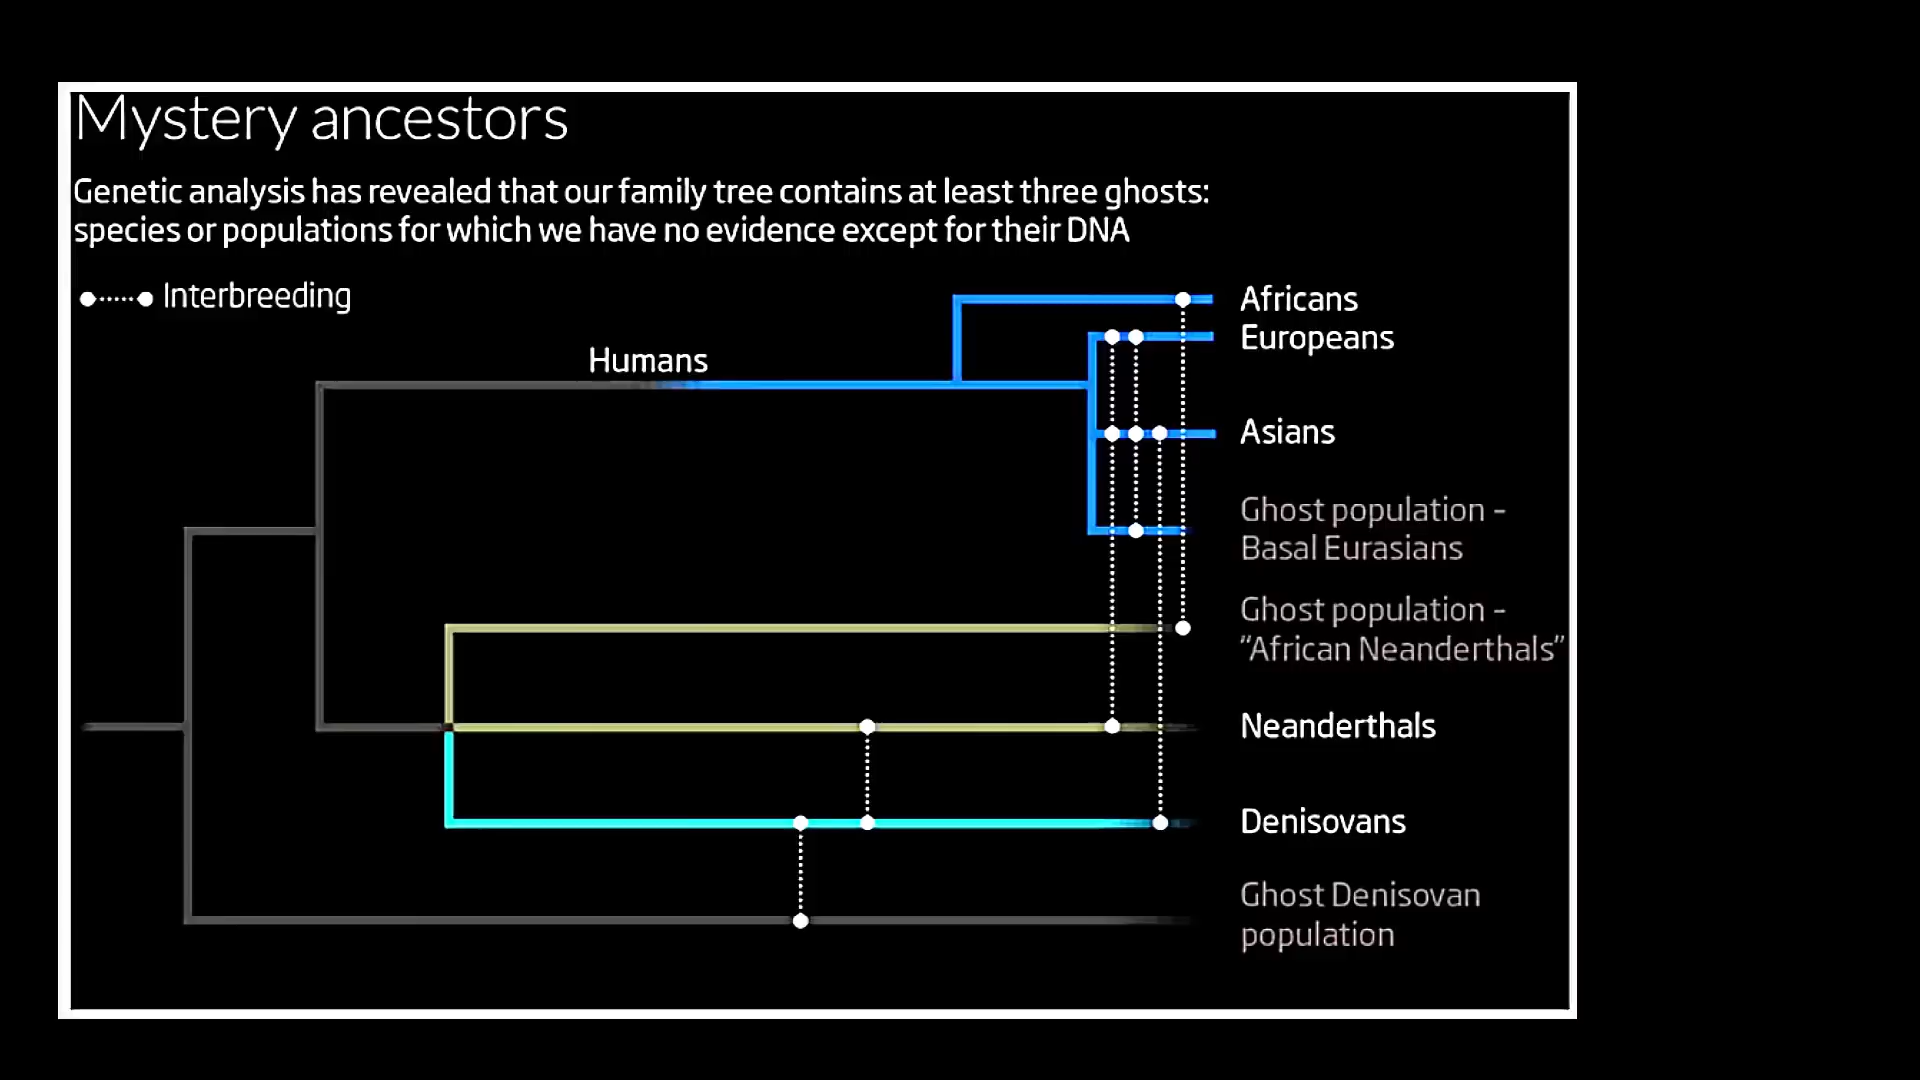 Mystery ancestors
Genetic analysis has revealed that our family tree contains at least three ghosts:
species or populations for which we have no evidence except for their DNA
Interbreeding
Humans
Africans
Europeans
Asians
Ghost population –
Basal Eurasians
Ghost population –
“African Neanderthals”
Neanderthals
Denisovans
Ghost Denisovan
population